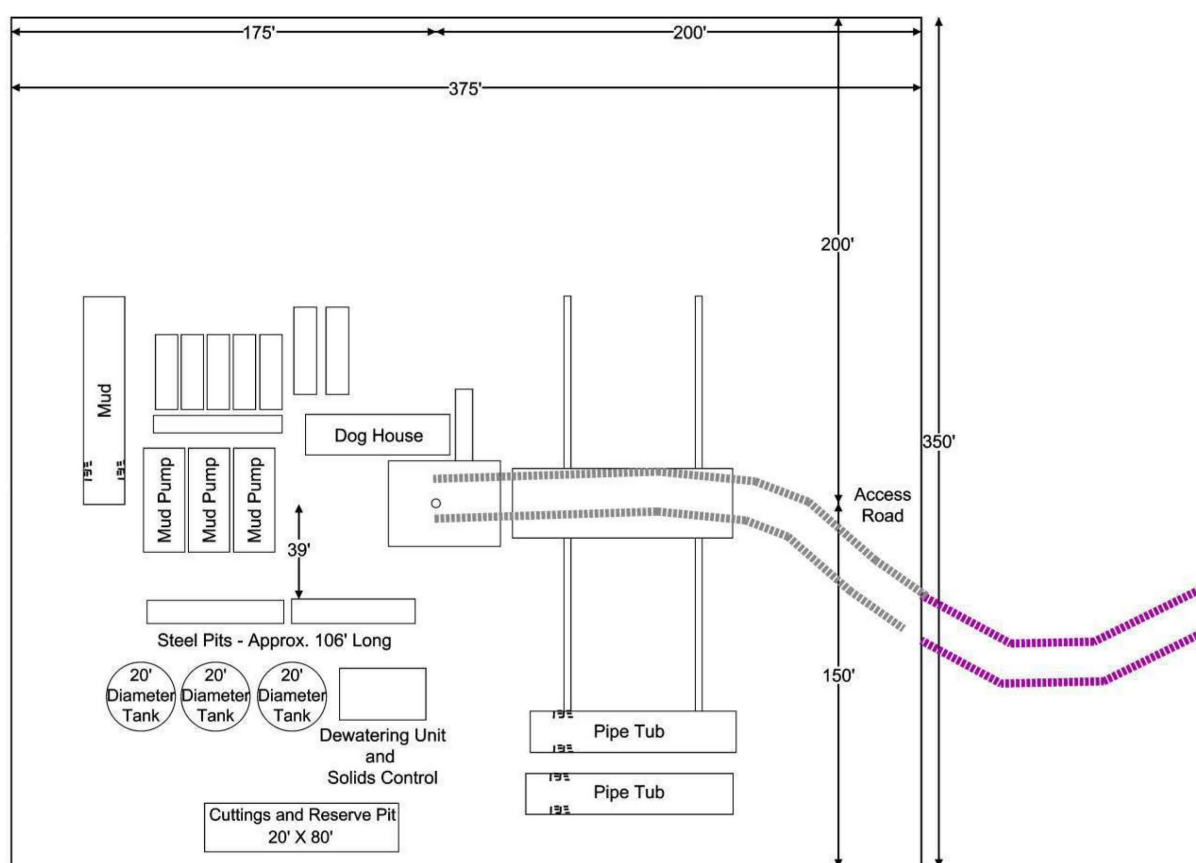 175'
200'
375'
200'
Mud
Dog House
350'
Mud Pump
Mud Pump
Mud Pump
Access
Road
39'
Steel Pits - Approx. 106' Long
20'
Diameter
Tank
20'
Diameter
Tank
20'
Diameter
Tank
150'
Dewatering Unit
and
Solids Control
Pipe Tub
Pipe Tub
Cuttings and Reserve Pit
20' X 80'